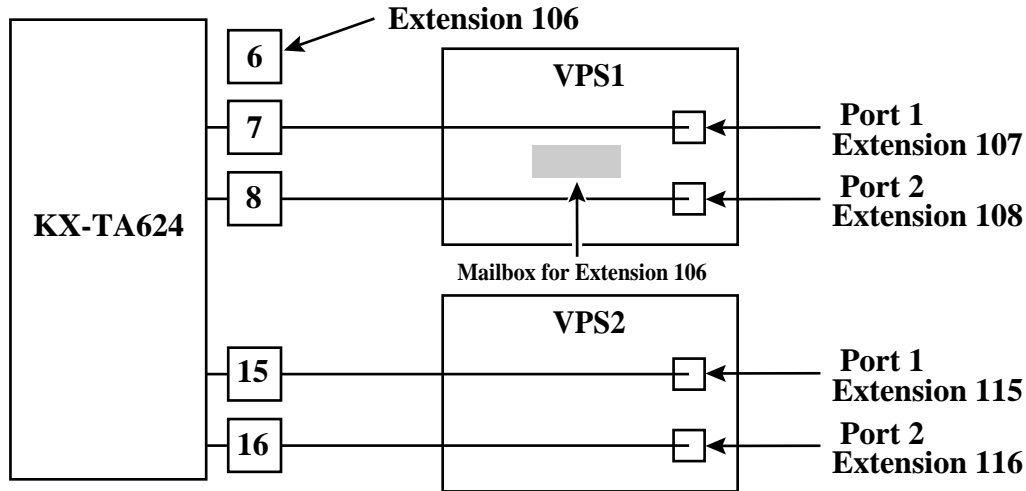 Extension 106
6
VPS1
7
Port 1
Extension 107
8
Port 2
Extension 108
KX-TA624
Mailbox for Extension 106
VPS2
15
Port 1
Extension 115
16
Port 2
Extension 116